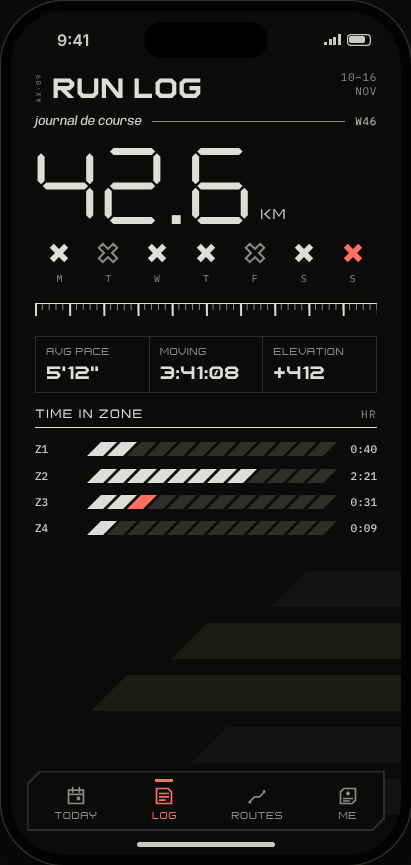 9:41
AX-09
RUN LOG
10–16
NOV
journal de course
W46
42.6 KM
M T W T F S S
AVG PACE MOVING ELEVATION
5'12" 3:41:08 +412
TIME IN ZONE HR
Z1 0:40
Z2 2:21
Z3 0:31
Z4 0:09
TODAY LOG ROUTES ME